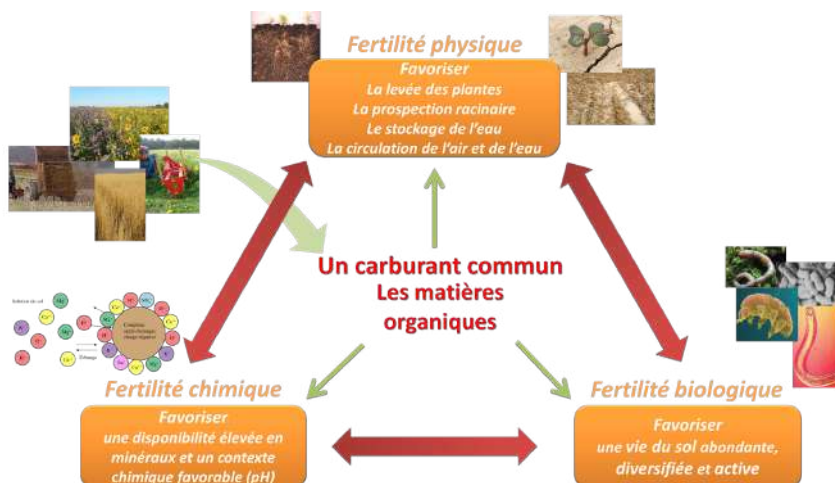 Fertilité physique
Favoriser
La levée des plantes
La prospection racinaire
Le stockage de l'eau
La circulation de l'air et de l'eau
Un carburant commun
Les matières
organiques
Fertilité chimique
Favoriser
une disponibilité élevée en
minéraux et un contexte
chimique favorable (pH)
Fertilité biologique
Favoriser
une vie du sol abondante,
diversifiée et active